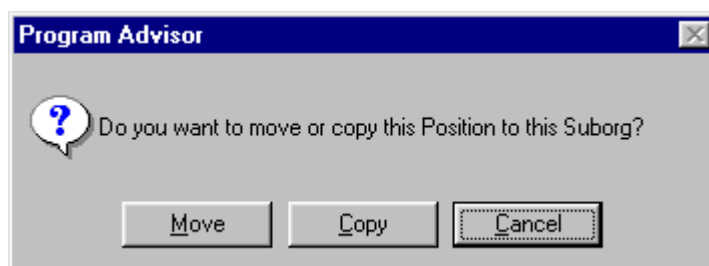 Program Advisor
Do you want to move or copy this Position to this Suborg?
Move Copy Cancel